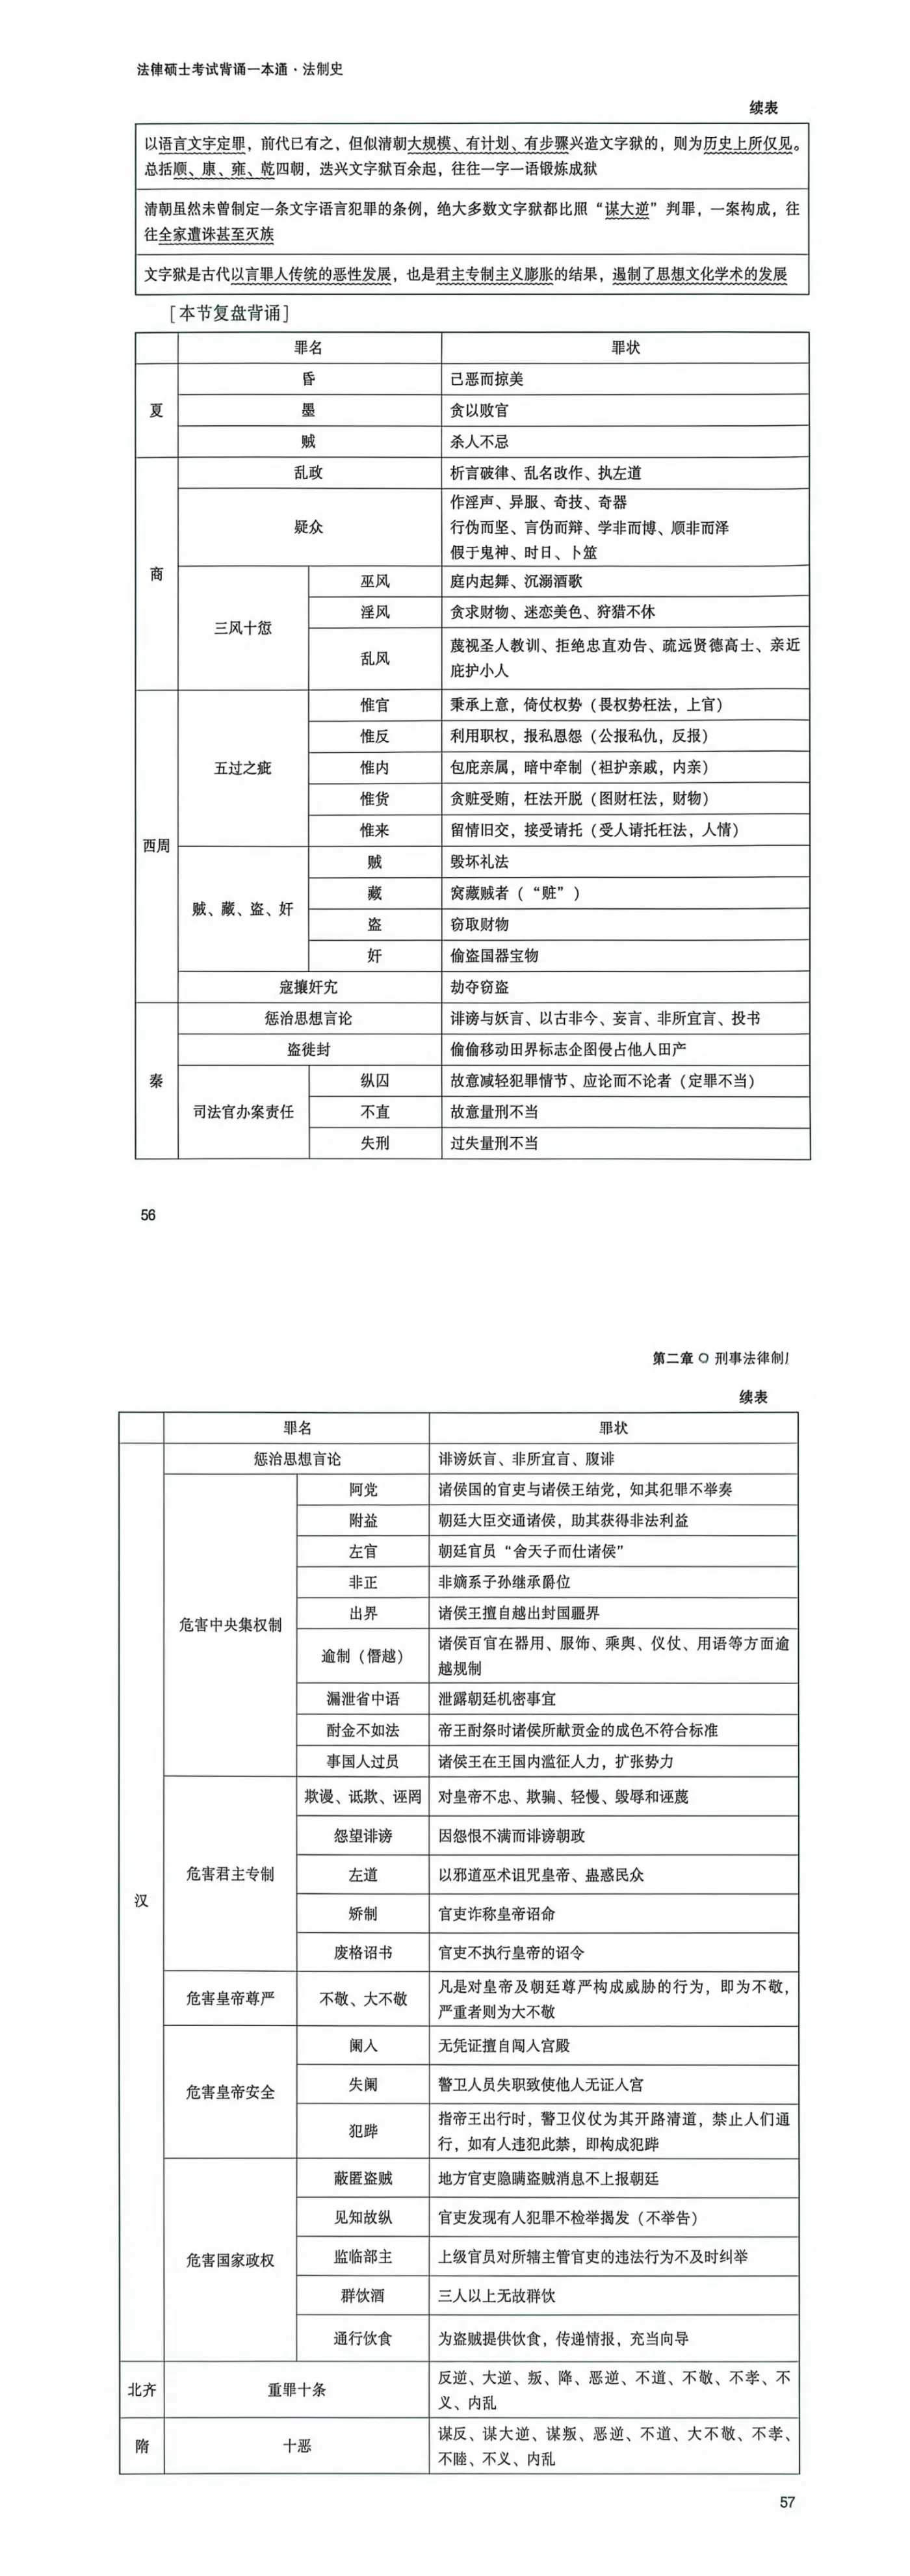 法律硕士考试背诵一本通·法制史
续表
以语言文字定罪，前代已有之，但似清朝大规模、有计划、有步骤兴造文字狱的，则为历史上所仅见。
总括顺、康、雍、乾四朝，迭兴文字狱百余起，往往一字一语锻炼成狱
清朝虽然未曾制定一条文字语言犯罪的条例，绝大多数文字狱都比照“谋大逆”判罪，一案构成，往
往全家遭诛甚至灭族
文字狱是古代以言罪人传统的恶性发展，也是君主专制主义膨胀的结果，遏制了思想文化学术的发展
［本节复盘背诵］
罪名 罪状
夏
昏 己恶而掠美
墨 贪以败官
贼 杀人不忌
商
乱政 析言破律、乱名改作、执左道
疑众
作淫声、异服、奇技、奇器
行伪而坚、言伪而辩、学非而博、顺非而泽
假于鬼神、时日、卜筮
三风十愆
巫风 庭内起舞、沉溺酒歌
淫风 贪求财物、迷恋美色、狩猎不休
乱风
蔑视圣人教训、拒绝忠直劝告、疏远贤德高士、亲近
庇护小人
西周
五过之疵
惟官 秉承上意，倚仗权势（畏权势枉法，上官）
惟反 利用职权，报私恩怨（公报私仇，反报）
惟内 包庇亲属，暗中牵制（袒护亲戚，内亲）
惟货 贪赃受贿，枉法开脱（图财枉法，财物）
惟来 留情旧交，接受请托（受人请托枉法，人情）
贼、藏、盗、奸
贼 毁坏礼法
藏 窝藏贼者（“赃”）
盗 窃取财物
奸 偷盗国器宝物
寇攘奸宄 劫夺窃盗
秦
惩治思想言论 诽谤与妖言、以古非今、妄言、非所宜言、投书
盗徙封 偷偷移动田界标志企图侵占他人田产
司法官办案责任
纵囚 故意减轻犯罪情节、应论而不论者（定罪不当）
不直 故意量刑不当
失刑 过失量刑不当
56
第二章 刑事法律制
续表
罪名 罪状
汉
惩治思想言论 诽谤妖言、非所宜言、腹诽
危害中央集权制
阿党 诸侯国的官吏与诸侯王结党，知其犯罪不举奏
附益 朝廷大臣交通诸侯，助其获得非法利益
左官 朝廷官员“舍天子而仕诸侯”
非正 非嫡系子孙继承爵位
出界 诸侯王擅自越出封国疆界
逾制（僭越）
诸侯百官在器用、服饰、乘舆、仪仗、用语等方面逾
越规制
漏泄省中语 泄露朝廷机密事宜
酎金不如法 帝王酎祭时诸侯所献贡金的成色不符合标准
事国人过员 诸侯王在王国内滥征人力，扩张势力
危害君主专制
欺谩、诋欺、诬罔 对皇帝不忠、欺骗、轻慢、毁辱和诬蔑
怨望诽谤 因怨恨不满而诽谤朝政
左道 以邪道巫术诅咒皇帝、蛊惑民众
矫制 官吏诈称皇帝诏命
废格诏书 官吏不执行皇帝的诏令
危害皇帝尊严
不敬、大不敬
凡是对皇帝及朝廷尊严构成威胁的行为，即为不敬，
严重者则为大不敬
危害皇帝安全
阑人 无凭证擅自闯人宫殿
失阑 警卫人员失职致使他人无证人宫
犯跸
指帝王出行时，警卫仪仗为其开路清道，禁止人们通
行，如有人违犯此禁，即构成犯跸
危害国家政权
蔽匿盗贼 地方官吏隐瞒盗贼消息不上报朝廷
见知故纵 官吏发现有人犯罪不检举揭发（不举告）
监临部主 上级官员对所辖主管官吏的违法行为不及时纠举
群饮酒 三人以上无故群饮
通行饮食 为盗贼提供饮食，传递情报，充当向导
北齐
重罪十条
反逆、大逆、叛、降、恶逆、不道、不敬、不孝、不
义、内乱
隋
十恶
谋反、谋大逆、谋叛、恶逆、不道、大不敬、不孝、
不睦、不义、内乱
57